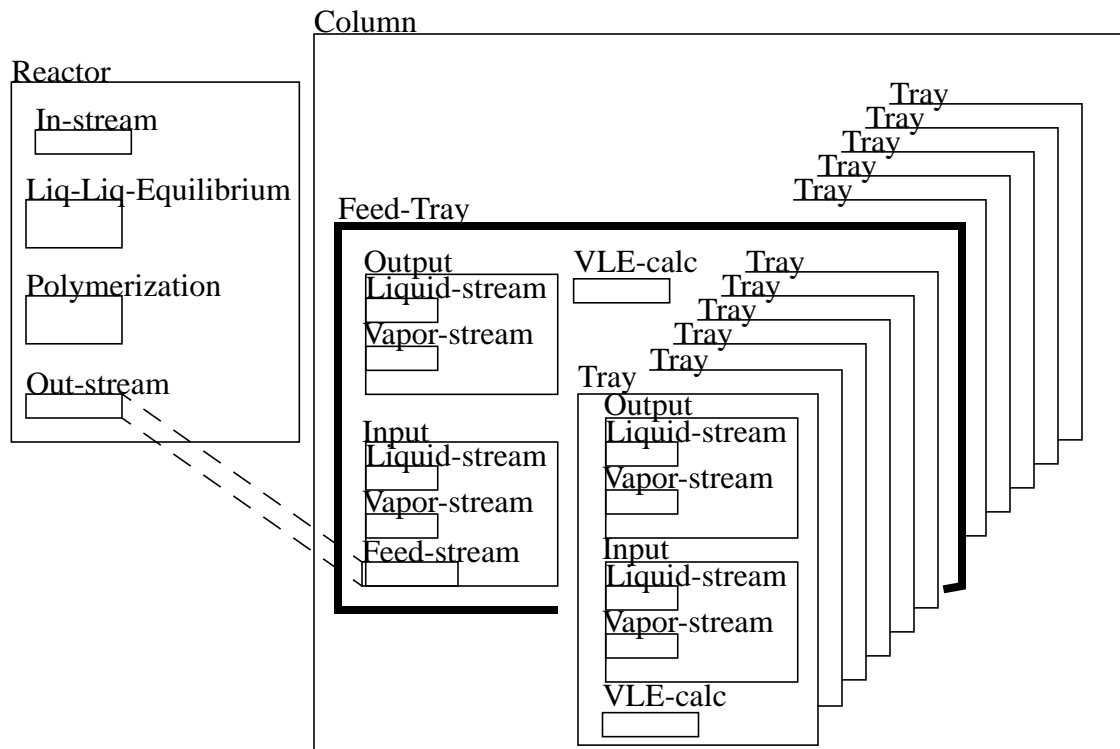 Column
Reactor
In-stream
Liq-Liq-Equilibrium
Polymerization
Out-stream
Tray
Tray
Tray
Tray
Tray
Feed-Tray
Output
Liquid-stream
Vapor-stream
Input
Liquid-stream
Vapor-stream
Feed-stream
VLE-calc
Tray
Tray
Tray
Tray
Tray
Tray
Output
Liquid-stream
Vapor-stream
Input
Liquid-stream
Vapor-stream
VLE-calc